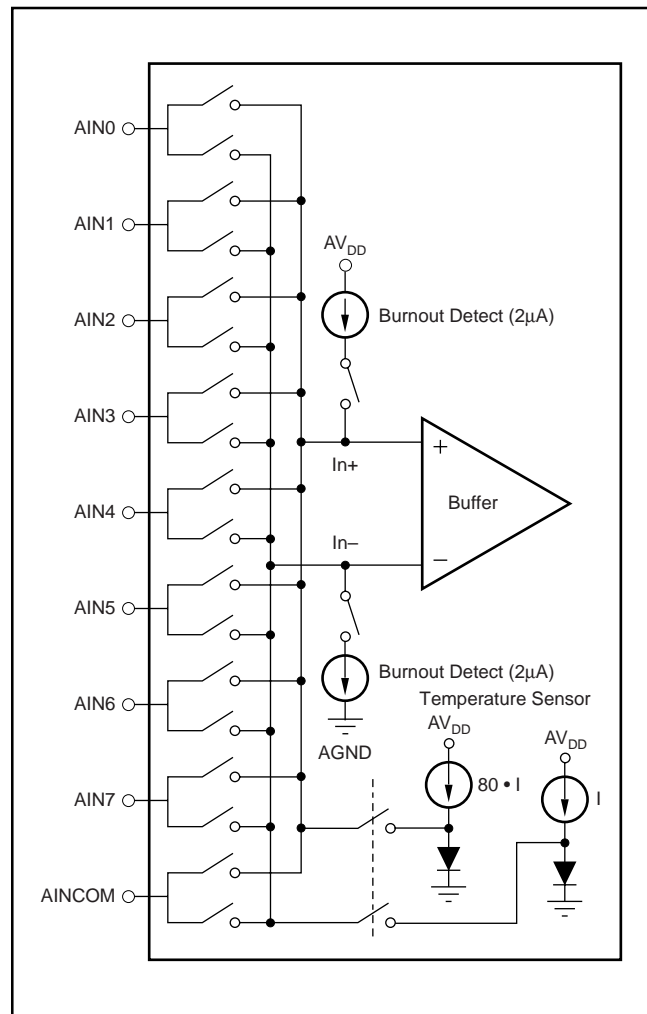 AIN0
AIN1
AV_DD
Burnout Detect (2μA)
AIN2
AIN3
In+
+
AIN4
Buffer
In–
–
AIN5
Burnout Detect (2μA)
Temperature Sensor
AIN6
AV_DD
AGND
AV_DD
80 • I
I
AIN7
AINCOM